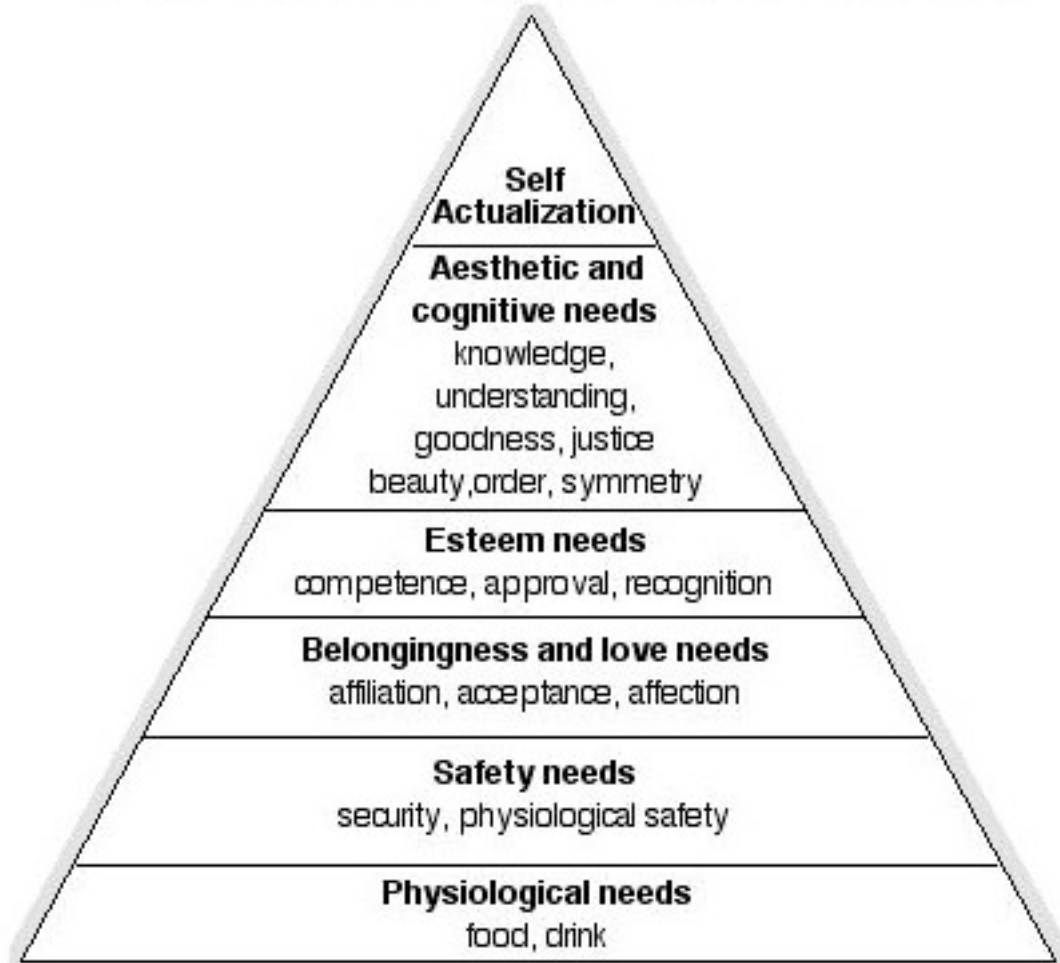 Self
Actualization
Aesthetic and
cognitive needs
knowledge,
understanding,
goodness, justice
beauty,order, symmetry
Esteem needs
competence, approval, recognition
Belongingness and love needs
affiliation, acceptance, affection
Safety needs
security, physiological safety
Physiological needs
food, drink